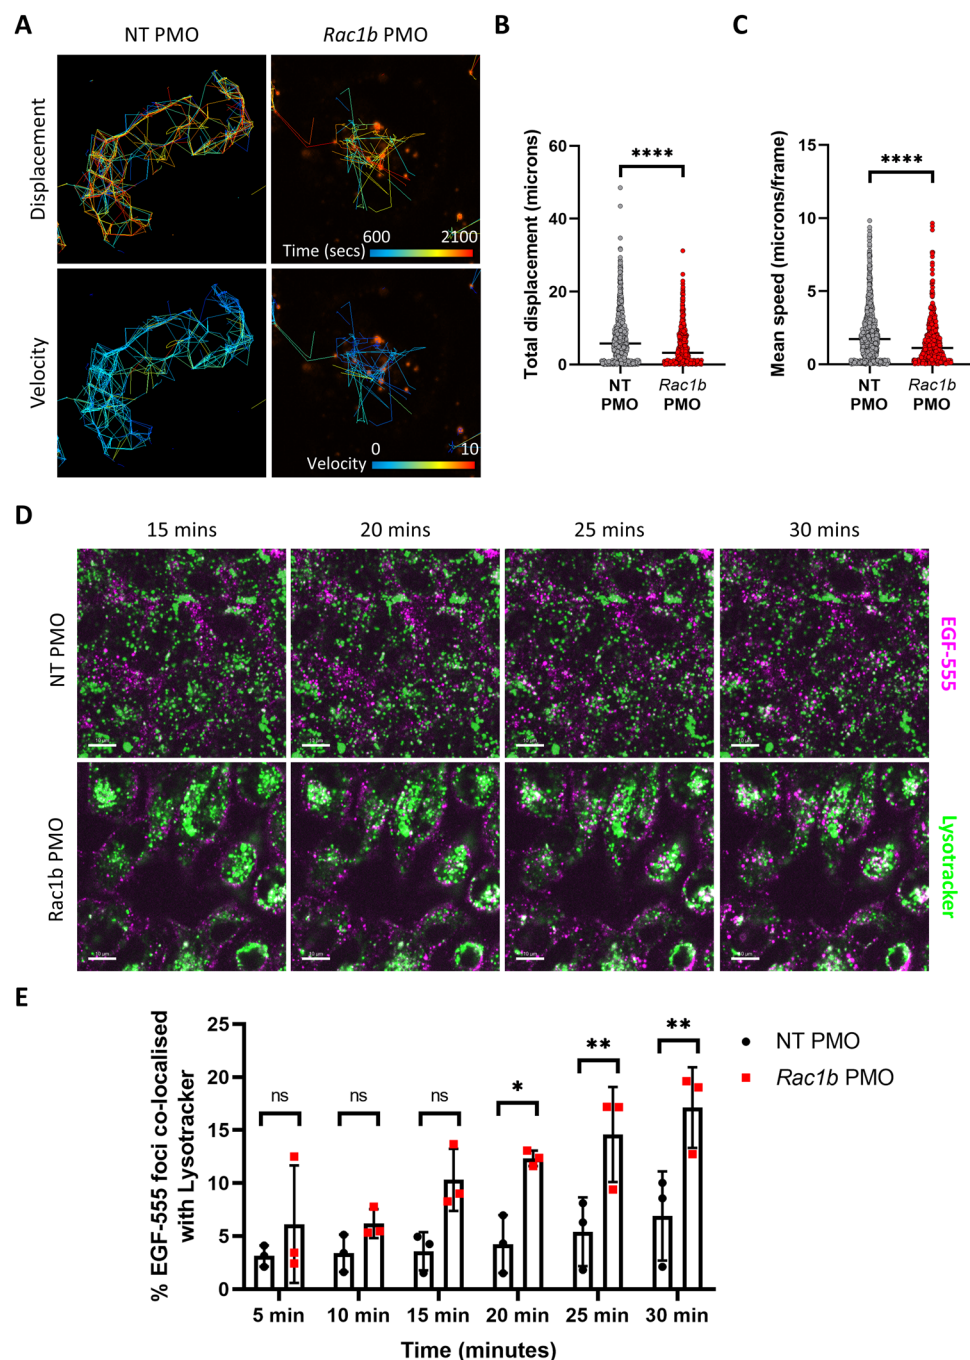 A
NT PMO
Rac1b PMO
Displacement
600
2100
Time (secs)
Velocity
0
10
Velocity
B
Total displacement (microns)
60
40
20
0
****
NT
PMO
Rac1b
PMO
C
Mean speed (microns/frame)
15
10
5
0
****
NT
PMO
Rac1b
PMO
D
15 mins
20 mins
25 mins
30 mins
NT PMO
EGF-555
Rac1b PMO
Lysotracker
10 µm
E
% EGF-555 foci co-localised
with Lysotracker
25
20
15
10
5
0
ns
ns
ns
*
**
**
NT PMO
Rac1b PMO
5 min
10 min
15 min
20 min
25 min
30 min
Time (minutes)